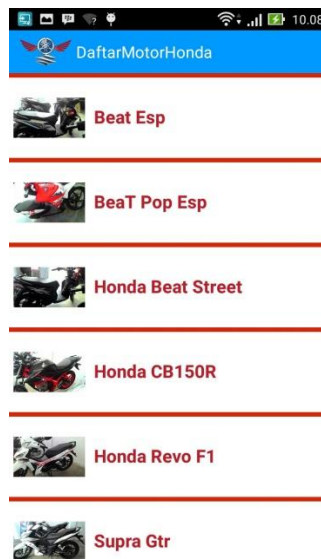 10.08
DaftarMotorHonda
Beat Esp
BeaT Pop Esp
Honda Beat Street
Honda CB150R
Honda Revo F1
Supra Gtr